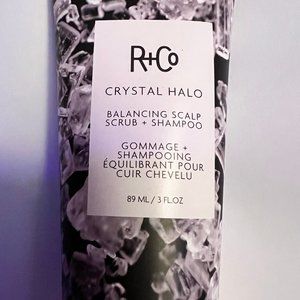 R+Co
CRYSTAL HALO
BALANCING SCALP
SCRUB + SHAMPOO
GOMMAGE +
SHAMPOOING
ÉQUILIBRANT POUR
CUIR CHEVELU
89 ML / 3 FL.OZ